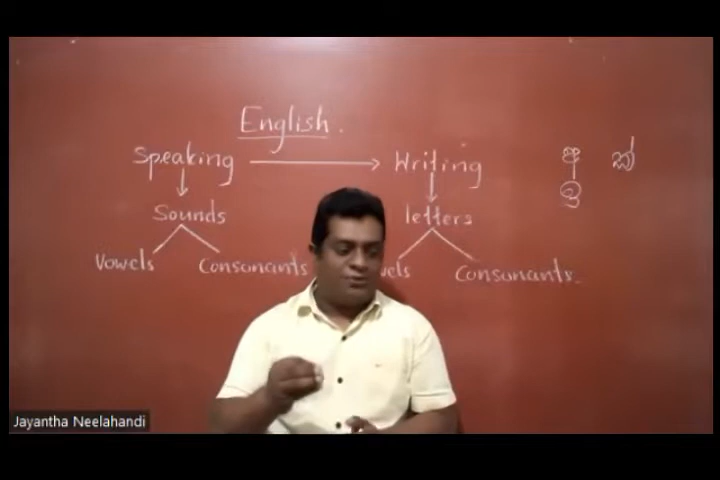 English.
Speaking → Writing
අ ක්
ඉ
Sounds letters
Vowels Consonants Consonants
Jayantha Neelahandi